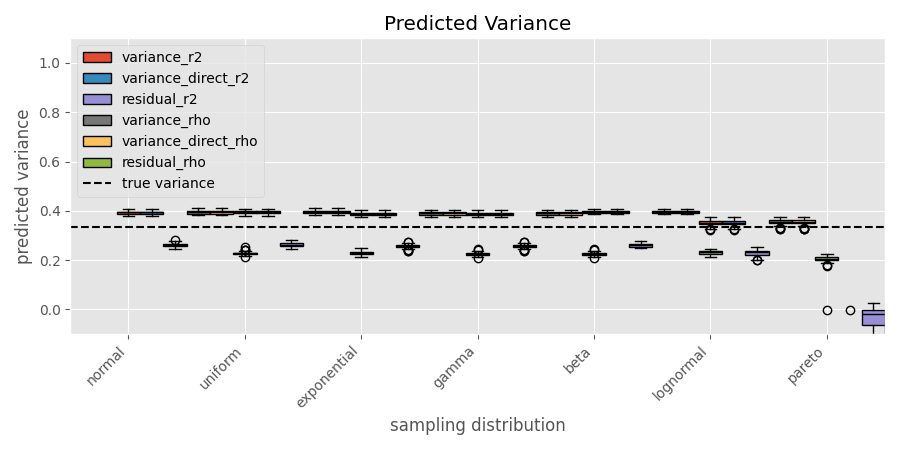 Predicted Variance
variance_r2
variance_direct_r2
residual_r2
variance_rho
variance_direct_rho
residual_rho
true variance
1.0
0.8
0.6
0.4
0.2
0.0
predicted variance
normal
uniform
exponential
gamma
beta
lognormal
pareto
sampling distribution